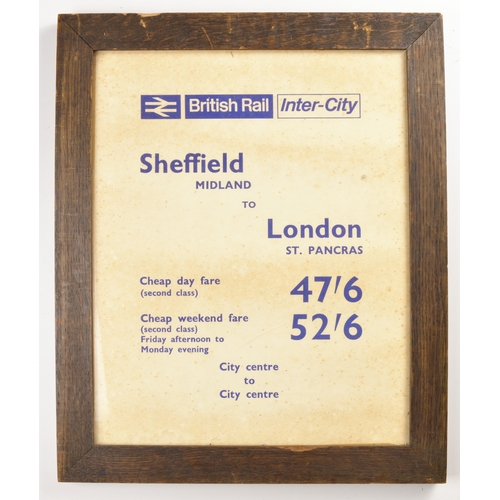 British Rail Inter-City
Sheffield
MIDLAND
TO
London
ST. PANCRAS
Cheap day fare 47'6
(second class)
Cheap weekend fare 52'6
(second class)
Friday afternoon to
Monday evening
City centre
to
City centre